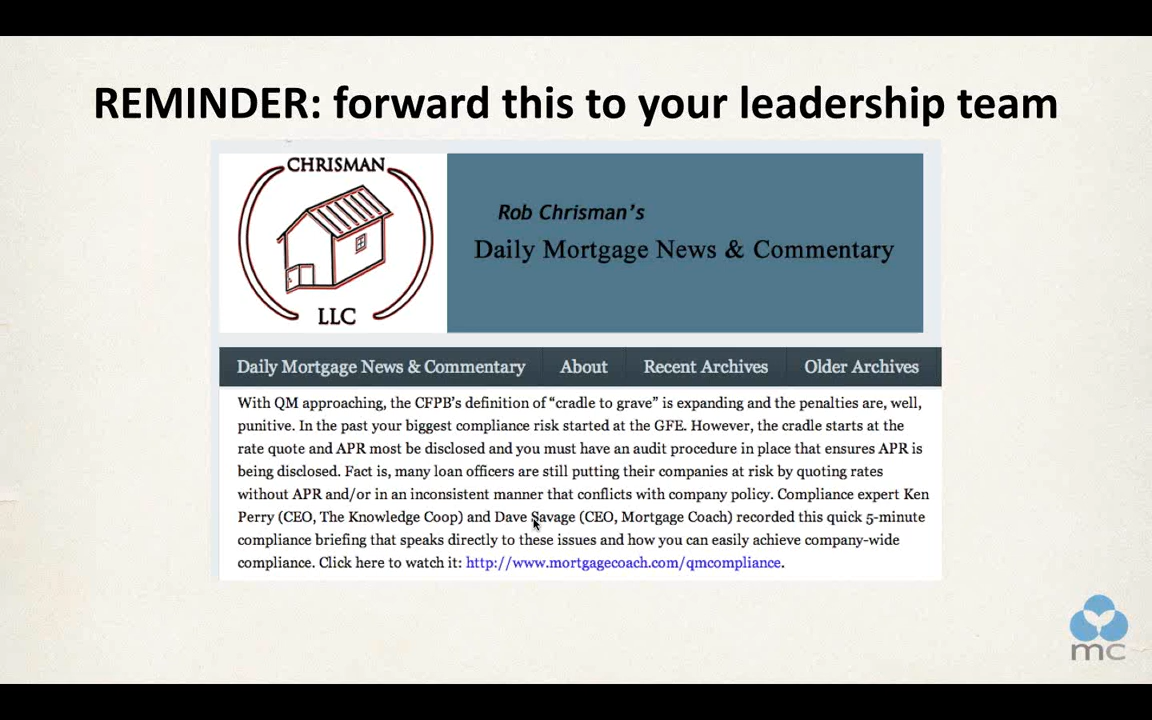 REMINDER: forward this to your leadership team
CHRISMAN
LLC
Rob Chrisman's
Daily Mortgage News & Commentary
Daily Mortgage News & Commentary About Recent Archives Older Archives
With QM approaching, the CFPB's definition of “cradle to grave” is expanding and the penalties are, well,
punitive. In the past your biggest compliance risk started at the GFE. However, the cradle starts at the
rate quote and APR most be disclosed and you must have an audit procedure in place that ensures APR is
being disclosed. Fact is, many loan officers are still putting their companies at risk by quoting rates
without APR and/or in an inconsistent manner that conflicts with company policy. Compliance expert Ken
Perry (CEO, The Knowledge Coop) and Dave Savage (CEO, Mortgage Coach) recorded this quick 5-minute
compliance briefing that speaks directly to these issues and how you can easily achieve company-wide
compliance. Click here to watch it: http://www.mortgagecoach.com/qmcompliance.
mc